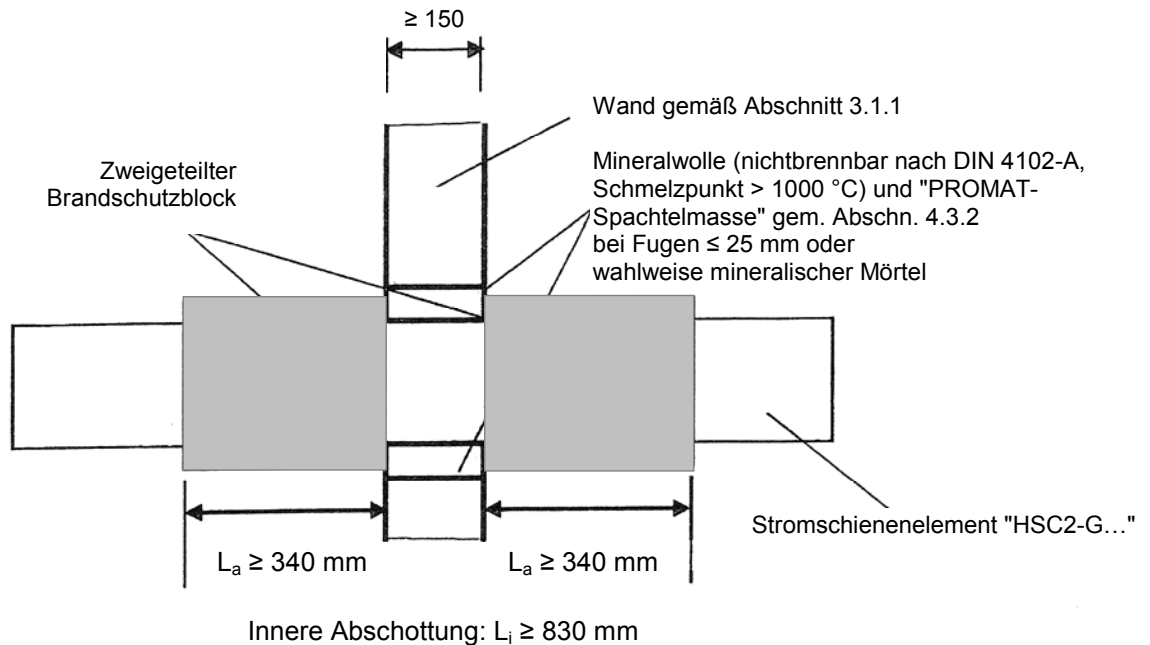 ≥ 150
Wand gemäß Abschnitt 3.1.1
Zweigeteilter
Brandschutzblock
Mineralwolle (nichtbrennbar nach DIN 4102-A,
Schmelzpunkt > 1000 °C) und "PROMAT-
Spachtelmasse" gem. Abschn. 4.3.2
bei Fugen ≤ 25 mm oder
wahlweise mineralischer Mörtel
Stromschienenelement "HSC2-G…"
Lₐ ≥ 340 mm
Lₐ ≥ 340 mm
Innere Abschottung: Lᵢ ≥ 830 mm